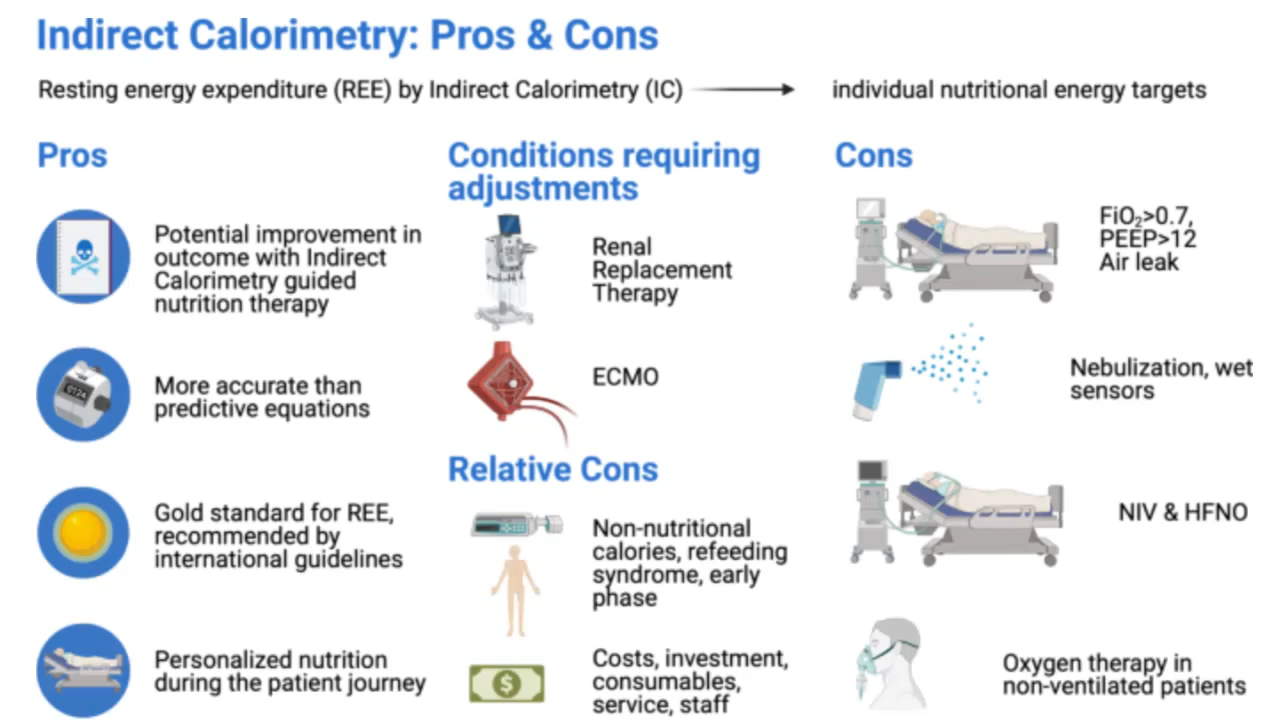 Indirect Calorimetry: Pros & Cons
Resting energy expenditure (REE) by Indirect Calorimetry (IC)
individual nutritional energy targets
Pros
Potential improvement in
outcome with Indirect
Calorimetry guided
nutrition therapy
0124
More accurate than
predictive equations
Gold standard for REE,
recommended by
international guidelines
Personalized nutrition
during the patient journey
Conditions requiring
adjustments
Renal
Replacement
Therapy
ECMO
Relative Cons
Non-nutritional
calories, refeeding
syndrome, early
phase
$
Costs, investment,
consumables,
service, staff
Cons
FiO₂>0.7,
PEEP>12
Air leak
Nebulization, wet
sensors
NIV & HFNO
Oxygen therapy in
non-ventilated patients